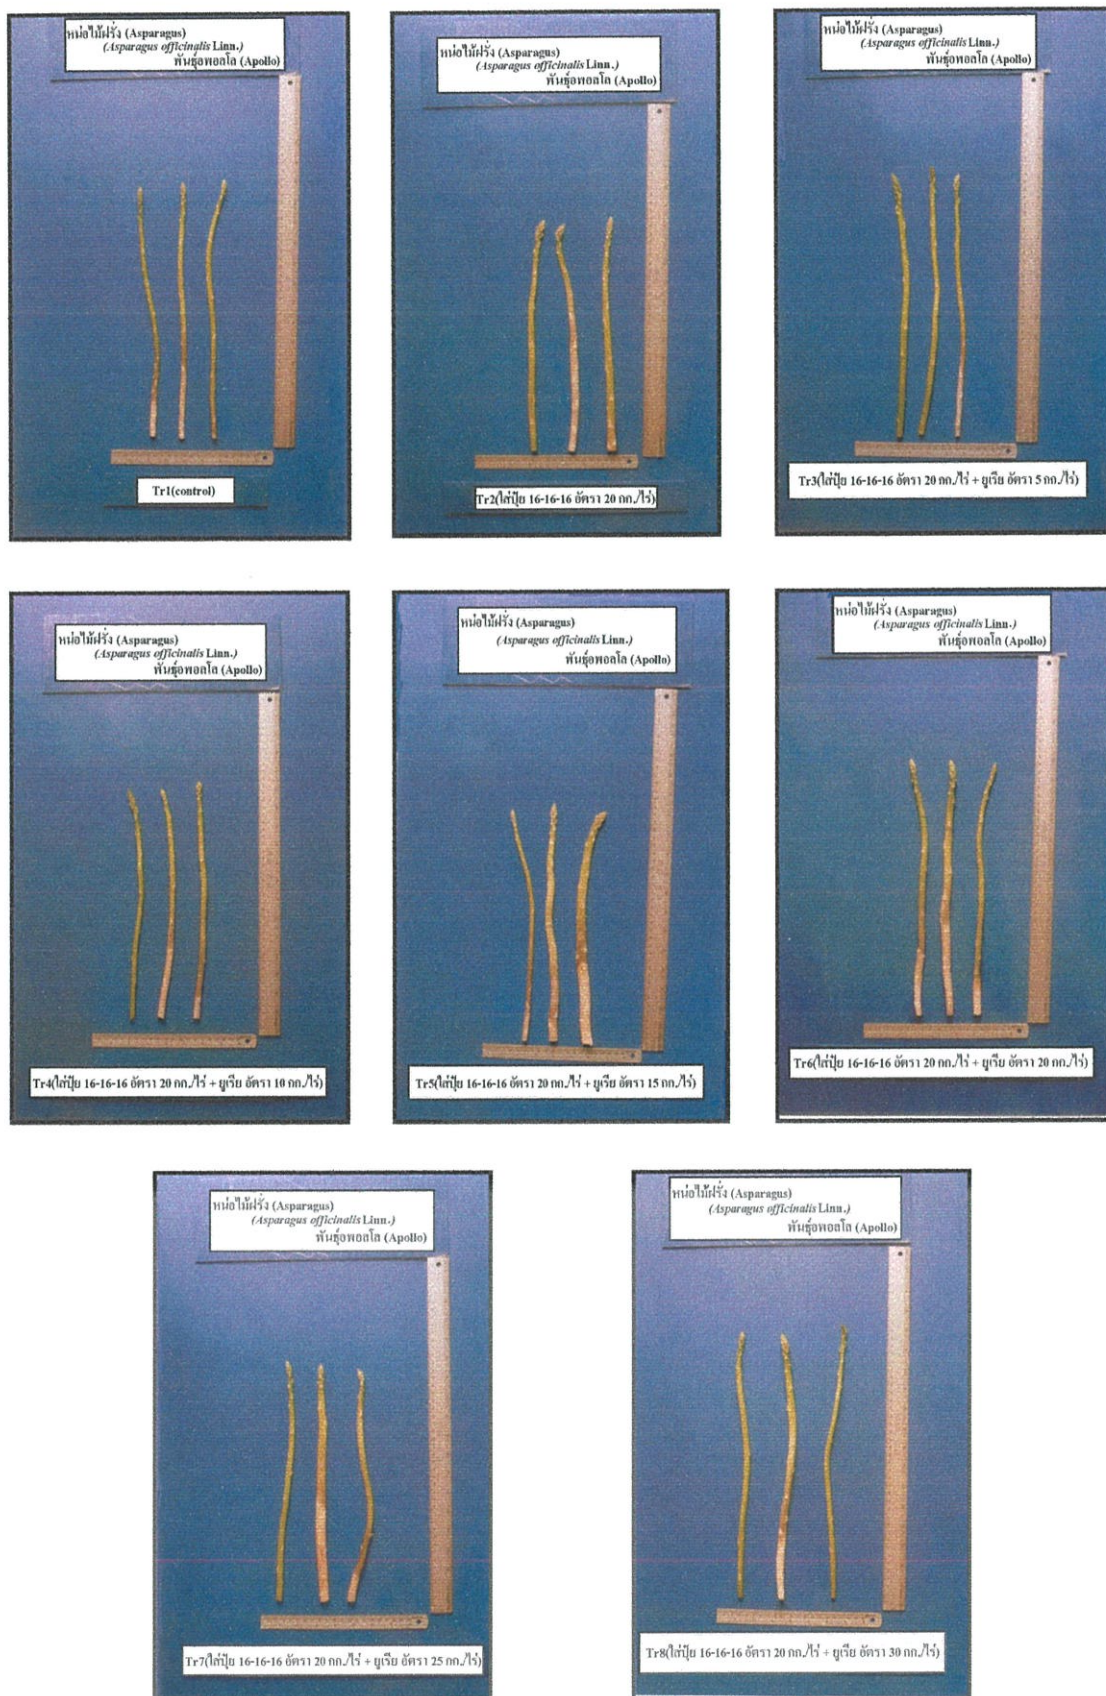 หน่อไม้ฝรั่ง (Asparagus)
(Asparagus officinalis Linn.)
พันธุ์อพอลโล (Apollo)
Tr1(control)
หน่อไม้ฝรั่ง (Asparagus)
(Asparagus officinalis Linn.)
พันธุ์อพอลโล (Apollo)
Tr2(ใส่ปุ๋ย 16-16-16 อัตรา 20 กก./ไร่)
หน่อไม้ฝรั่ง (Asparagus)
(Asparagus officinalis Linn.)
พันธุ์อพอลโล (Apollo)
Tr3(ใส่ปุ๋ย 16-16-16 อัตรา 20 กก./ไร่ + ยูเรีย อัตรา 5 กก./ไร่)
หน่อไม้ฝรั่ง (Asparagus)
(Asparagus officinalis Linn.)
พันธุ์อพอลโล (Apollo)
Tr4(ใส่ปุ๋ย 16-16-16 อัตรา 20 กก./ไร่ + ยูเรีย อัตรา 10 กก./ไร่)
หน่อไม้ฝรั่ง (Asparagus)
(Asparagus officinalis Linn.)
พันธุ์อพอลโล (Apollo)
Tr5(ใส่ปุ๋ย 16-16-16 อัตรา 20 กก./ไร่ + ยูเรีย อัตรา 15 กก./ไร่)
หน่อไม้ฝรั่ง (Asparagus)
(Asparagus officinalis Linn.)
พันธุ์อพอลโล (Apollo)
Tr6(ใส่ปุ๋ย 16-16-16 อัตรา 20 กก./ไร่ + ยูเรีย อัตรา 20 กก./ไร่)
หน่อไม้ฝรั่ง (Asparagus)
(Asparagus officinalis Linn.)
พันธุ์อพอลโล (Apollo)
Tr7(ใส่ปุ๋ย 16-16-16 อัตรา 20 กก./ไร่ + ยูเรีย อัตรา 25 กก./ไร่)
หน่อไม้ฝรั่ง (Asparagus)
(Asparagus officinalis Linn.)
พันธุ์อพอลโล (Apollo)
Tr8(ใส่ปุ๋ย 16-16-16 อัตรา 20 กก./ไร่ + ยูเรีย อัตรา 30 กก./ไร่)